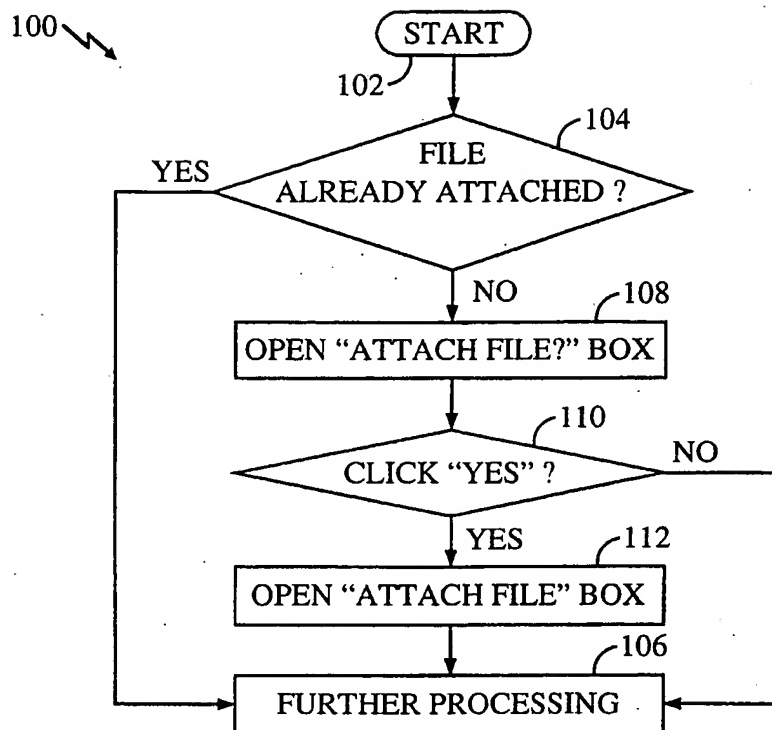 100
START
102
104
FILE
ALREADY ATTACHED ?
YES
NO
108
OPEN “ATTACH FILE?” BOX
110
CLICK “YES” ?
NO
YES
112
OPEN “ATTACH FILE” BOX
106
FURTHER PROCESSING